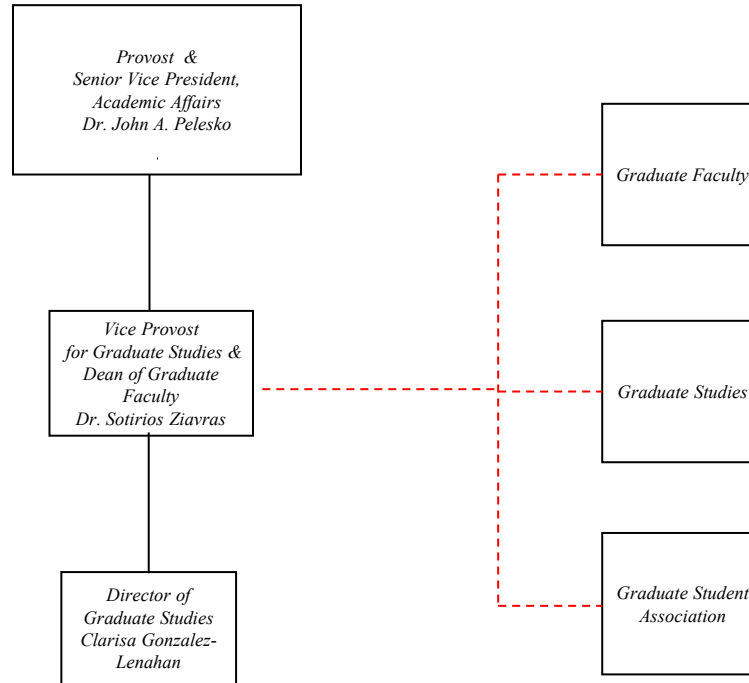 Provost &
Senior Vice President,
Academic Affairs
Dr. John A. Pelesko
.
Vice Provost
for Graduate Studies &
Dean of Graduate
Faculty
Dr. Sotirios Ziavras
Director of
Graduate Studies
Clarisa Gonzalez-
Lenahan
Graduate Faculty
Graduate Studies
Graduate Student
Association